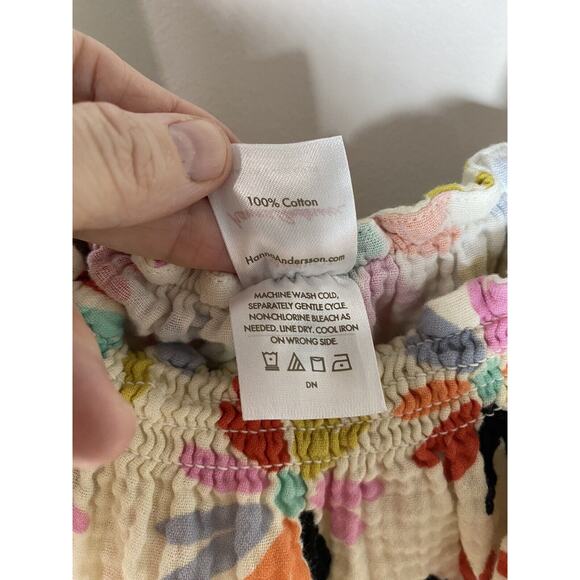 100% Cotton
HannaAndersson.com
MACHINE WASH COLD,
SEPARATELY GENTLE CYCLE.
NON-CHLORINE BLEACH AS
NEEDED. LINE DRY. COOL IRON
ON WRONG SIDE.
DN